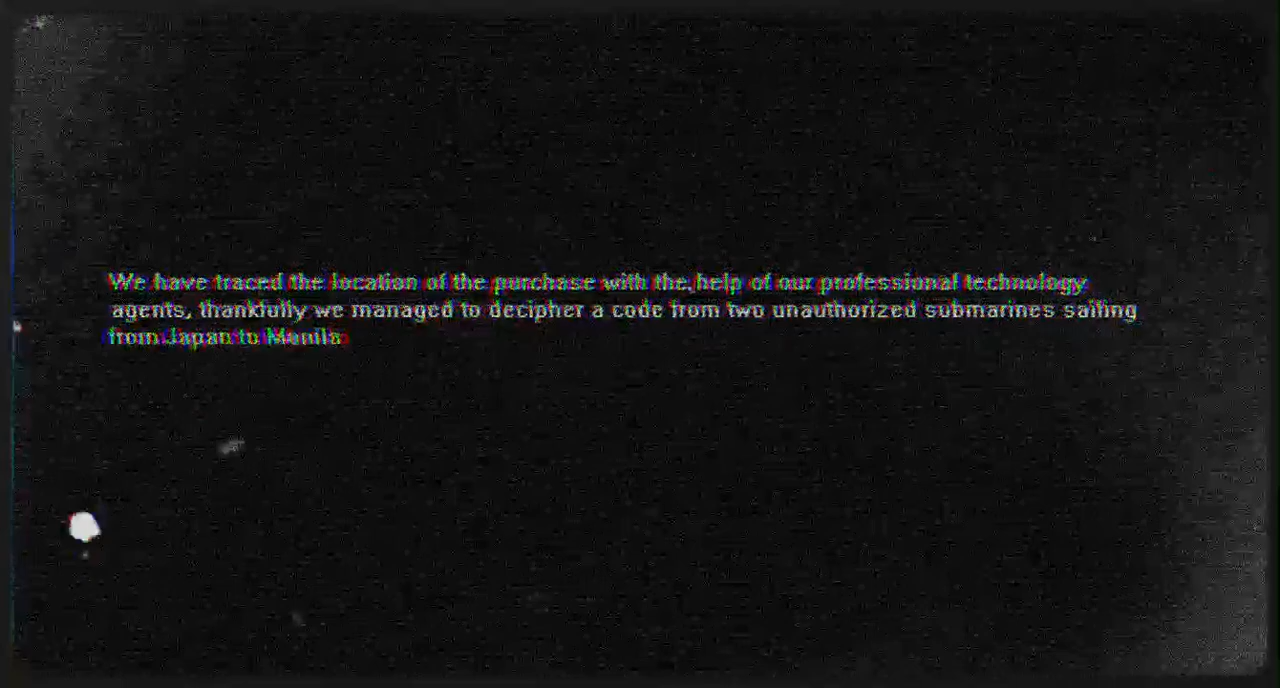 We have traced the location of the purchase with the help of our professional technology
agents, thankfully we managed to decipher a code from two unauthorized submarines sailing
from Japan to Manila